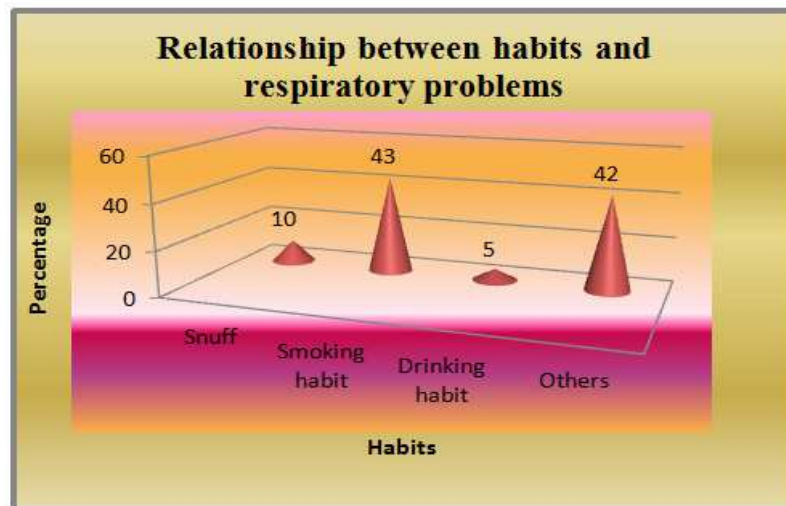 Relationship between habits and
respiratory problems
60
40
20
0
10
43
5
42
Percentage
Snuff
Smoking
habit
Drinking
habit
Others
Habits